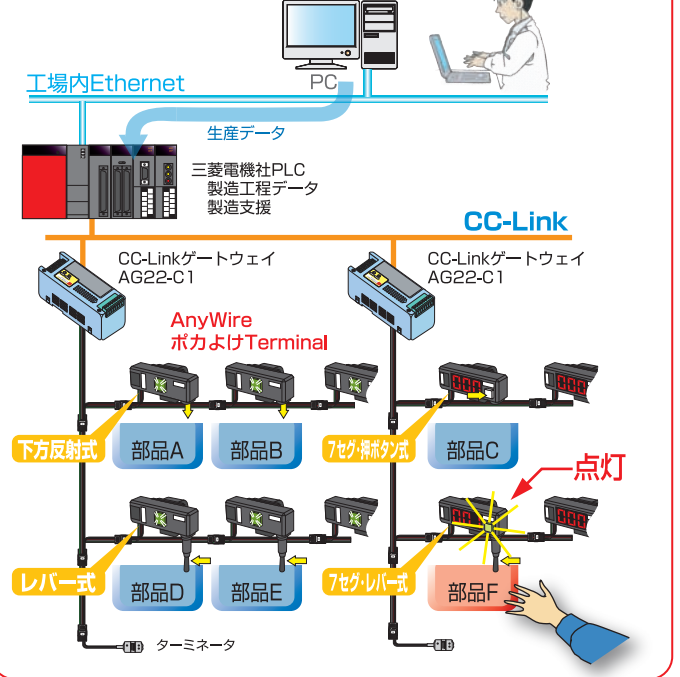 PC
工場内Ethernet
生産データ
三菱電機社PLC
製造工程データ
製造支援
CC-Link
CC-Linkゲートウェイ
AG22-C1
CC-Linkゲートウェイ
AG22-C1
AnyWire
ポカよけTerminal
000
下方反射式
部品A
部品B
7セグ・押ボタン式
部品C
点灯
000
レバー式
部品D
部品E
7セグ・レバー式
部品F
ターミネータ